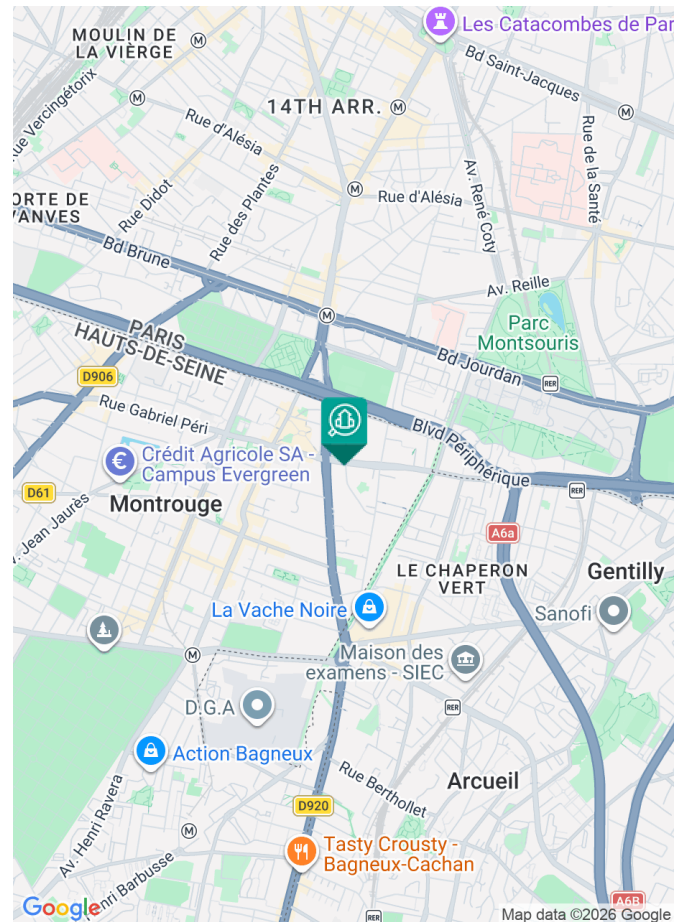 Les Catacombes de Par
MOULIN DE
LA VIÈRGE
M
Bd Saint-Jacques
Rue Vercingétorix
M
14TH ARR.
M
M
Rue d'Alésia
Rue de la Santé
Rue Didot
Rue des Plantes
M
Rue d'Alésia
Av. René Coty
ORTE DE
VANVES
Bd Brune
Av. Reille
M
Parc
Montsouris
PARIS
HAUTS-DE-SEINE
Bd Jourdan
RER
D906
Rue Gabriel Péri
Blvd Périphérique
Crédit Agricole SA -
Campus Evergreen
D61
RER
Montrouge
. Jean Jaurès
A6a
LE CHAPERON
VERT
Gentilly
La Vache Noire
Sanofi
Maison des
examens - SIEC
M
D.G.A
RER
Action Bagneux
Arcueil
Rue Berthollet
Av. Henri Ravera
D920
M
Tasty Crousty -
Bagneux-Cachan
Henri Barbusse
A6B
Google
M
RER
Map data ©2026 Google